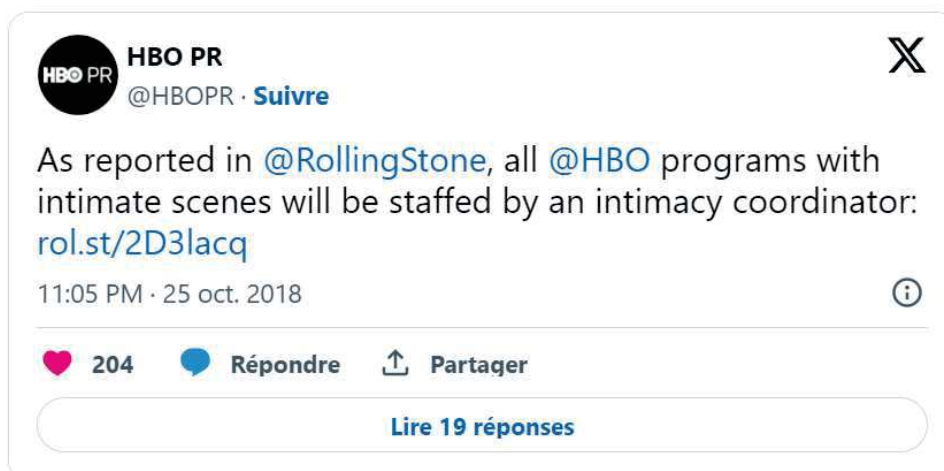 HBO PR
HBO PR
@HBOPR · Suivre
As reported in @RollingStone, all @HBO programs with
intimate scenes will be staffed by an intimacy coordinator:
rol.st/2D3lacq
11:05 PM · 25 oct. 2018
204 Répondre Partager
Lire 19 réponses